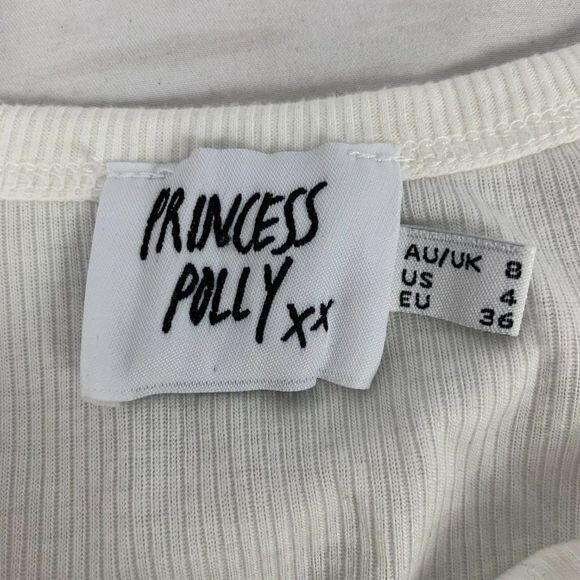 PRINCESS
POLLY xx
AU/UK 8
US 4
EU 36